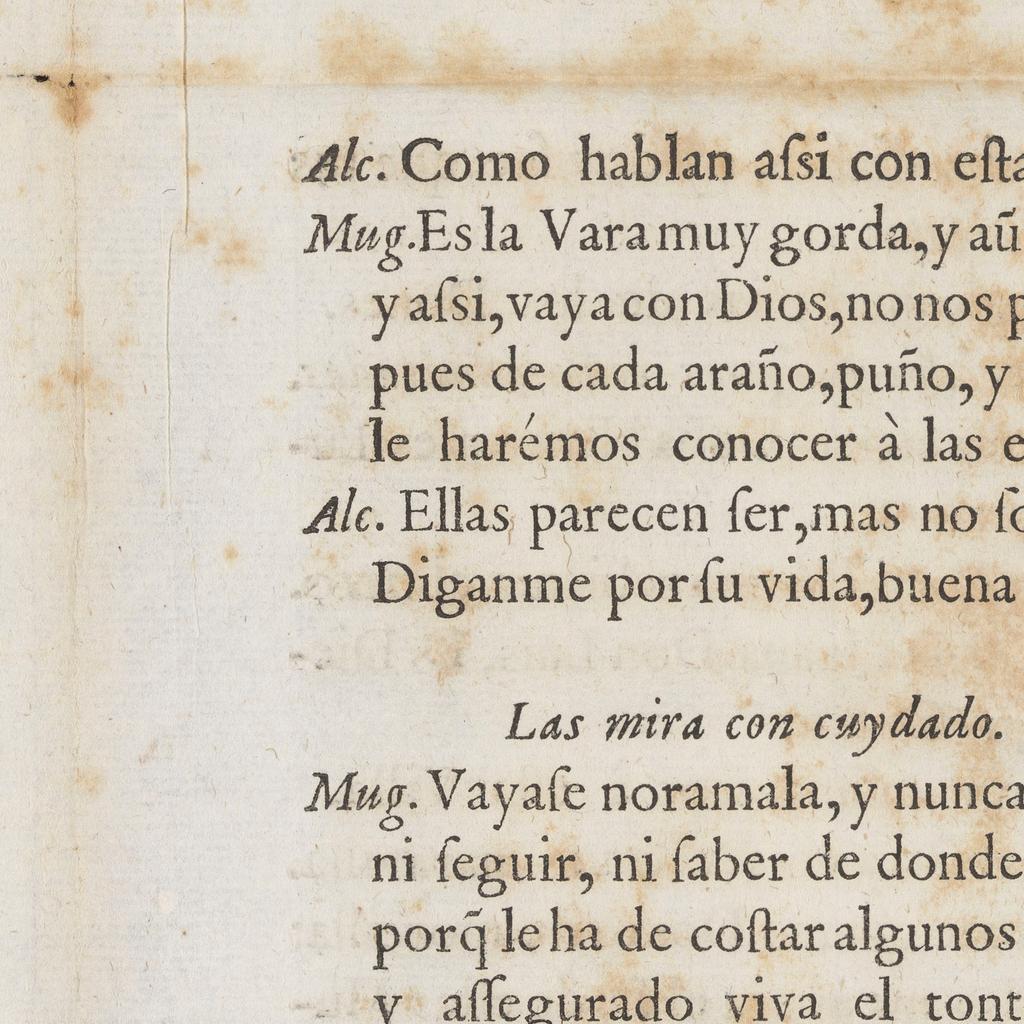 Alc. Como hablan aſsi con eſta
Mug. Es la Vara muy gorda, y aũ
y aſsi, vaya con Dios, no nos p
pues de cada araño, puño, y
le harémos conocer à las e
Alc. Ellas parecen ſer, mas no ſo
Diganme por ſu vida, buena
Las mira con cuydado.
Mug. Vayaſe noramala, y nunca
ni ſeguir, ni ſaber de donde
porq̃ le ha de coſtar algunos
y aſſegurado viva el tont